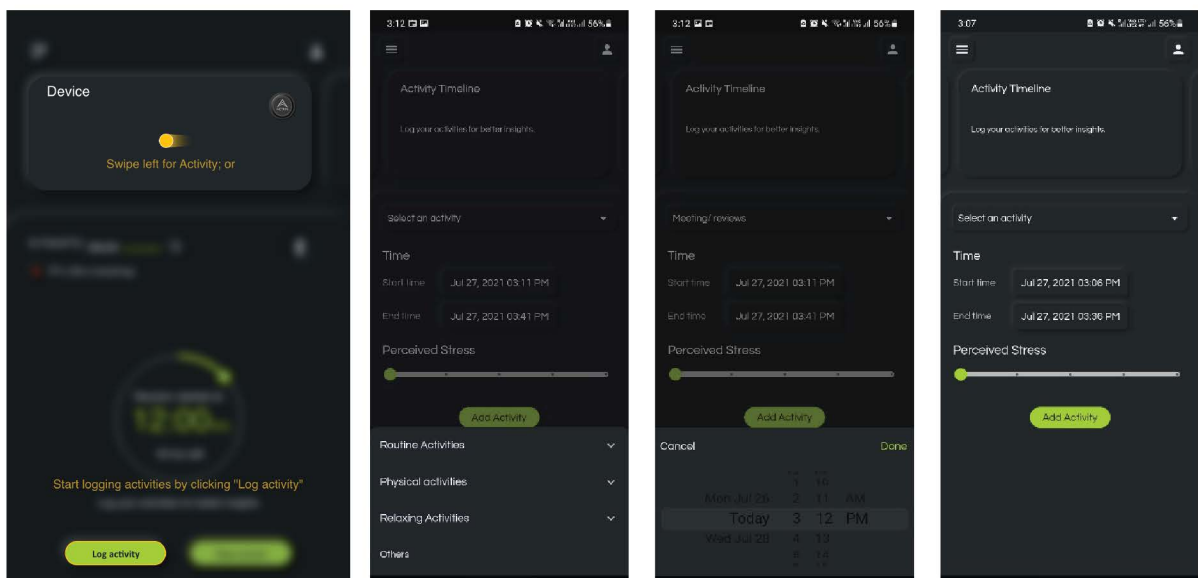 Device
Swipe left for Activity; or
12:00
Start logging activities by clicking "Log activity"
Log activity
3:12
56%
Activity Timeline
Log your activities for better insights.
Select an activity
Time
Start time Jul 27, 2021 03:11 PM
End time Jul 27, 2021 03:41 PM
Perceived Stress
Add Activity
Routine Activities
Physical activities
Relaxing Activities
Others
3:12
56%
Activity Timeline
Log your activities for better insights.
Meeting/ reviews
Time
Start time Jul 27, 2021 03:11 PM
End time Jul 27, 2021 03:41 PM
Perceived Stress
Add Activity
Cancel Done
1 10
Mon Jul 26 2 11 AM
Today 3 12 PM
Wed Jul 28 4 13
3:07
56%
Activity Timeline
Log your activities for better insights.
Select an activity
Time
Start time Jul 27, 2021 03:06 PM
End time Jul 27, 2021 03:36 PM
Perceived Stress
Add Activity